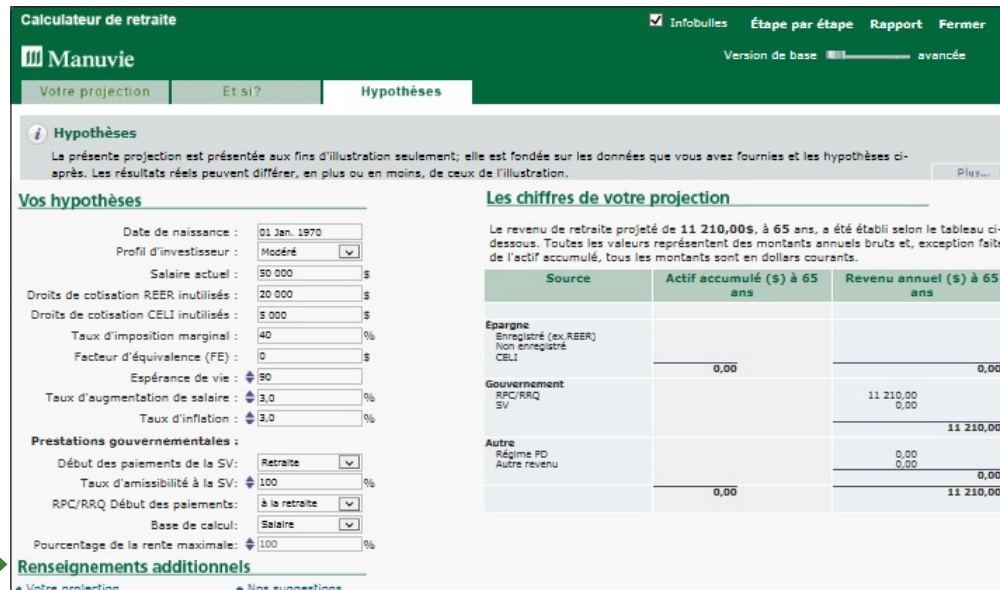 Calculateur de retraite
Infobulles Étape par étape Rapport Fermer
Manuvie
Version de base avancée
Votre projection Et si? Hypothèses
i Hypothèses
La présente projection est présentée aux fins d'illustration seulement; elle est fondée sur les données que vous avez fournies et les hypothèses ci-
après. Les résultats réels peuvent différer, en plus ou en moins, de ceux de l'illustration.
Plus...
Vos hypothèses
Date de naissance : 01 Jan. 1970
Profil d'investisseur : Modéré
Salaire actuel : 50 000 $
Droits de cotisation REER inutilisés : 20 000 $
Droits de cotisation CELI inutilisés : 5 000 $
Taux d'imposition marginal : 40 %
Facteur d'équivalence (FE) : 0 $
Espérance de vie : 90
Taux d'augmentation de salaire : 3,0 %
Taux d'inflation : 3,0 %
Prestations gouvernementales :
Début des paiements de la SV: Retraite
Taux d'amissibilité à la SV: 100 %
RPC/RRQ Début des paiements: à la retraite
Base de calcul: Salaire
Pourcentage de la rente maximale: 100 %
Renseignements additionnels
Votre projection Nos suggestions
Les chiffres de votre projection
Le revenu de retraite projeté de 11 210,00$, à 65 ans, a été établi selon le tableau ci-
dessous. Toutes les valeurs représentent des montants annuels bruts et, exception faite
de l'actif accumulé, tous les montants sont en dollars courants.
Source Actif accumulé ($) à 65 ans Revenu annuel ($) à 65 ans
Épargne
Enregistré (ex.REER)
Non enregistré
CELI
0,00 0,00
Gouvernement
RPC/RRQ 11 210,00
SV 0,00
11 210,00
Autre
Régime PD 0,00
Autre revenu 0,00
0,00
0,00 11 210,00